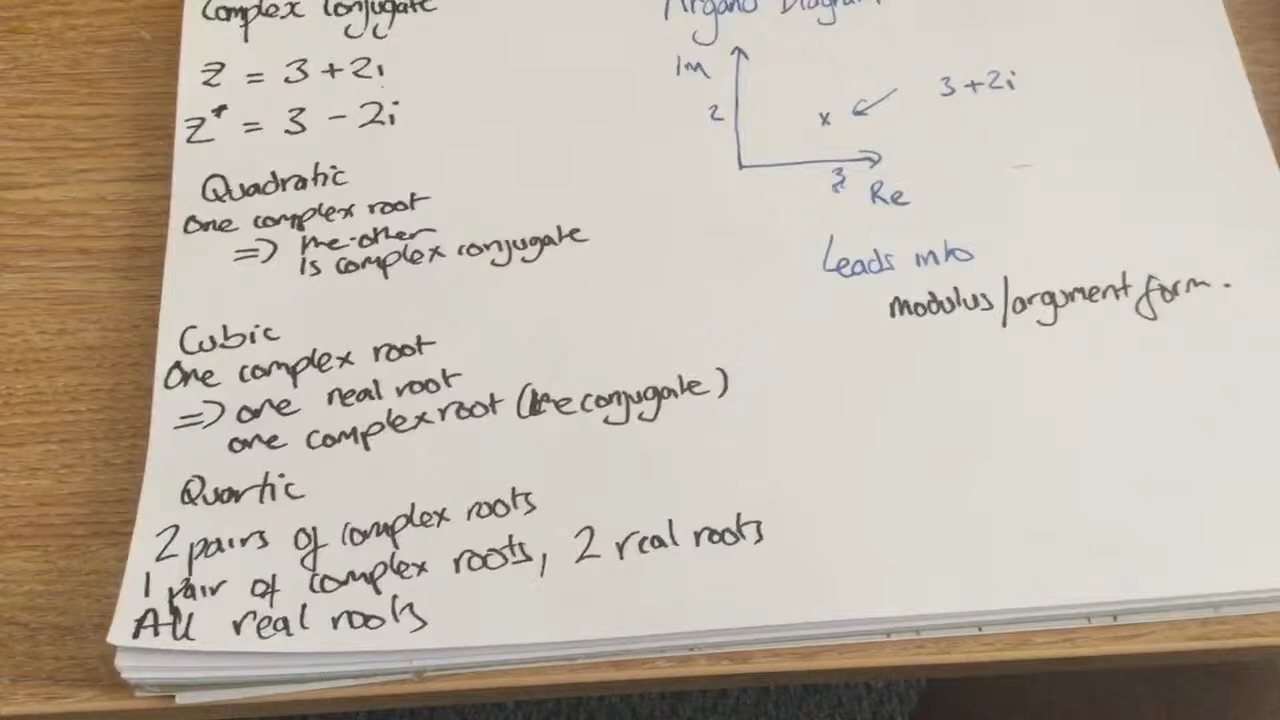 Complex Conjugate
z = 3 + 2i
z* = 3 - 2i
Quadratic
One complex root
=> the other
is complex conjugate
Cubic
One complex root
=> one real root
one complex root (the conjugate)
Quartic
2 pairs of complex roots
1 pair of complex roots, 2 real roots
All real roots
Argand Diagram
Im
2
x
3+2i
3
Re
Leads into
modulus/argument form.